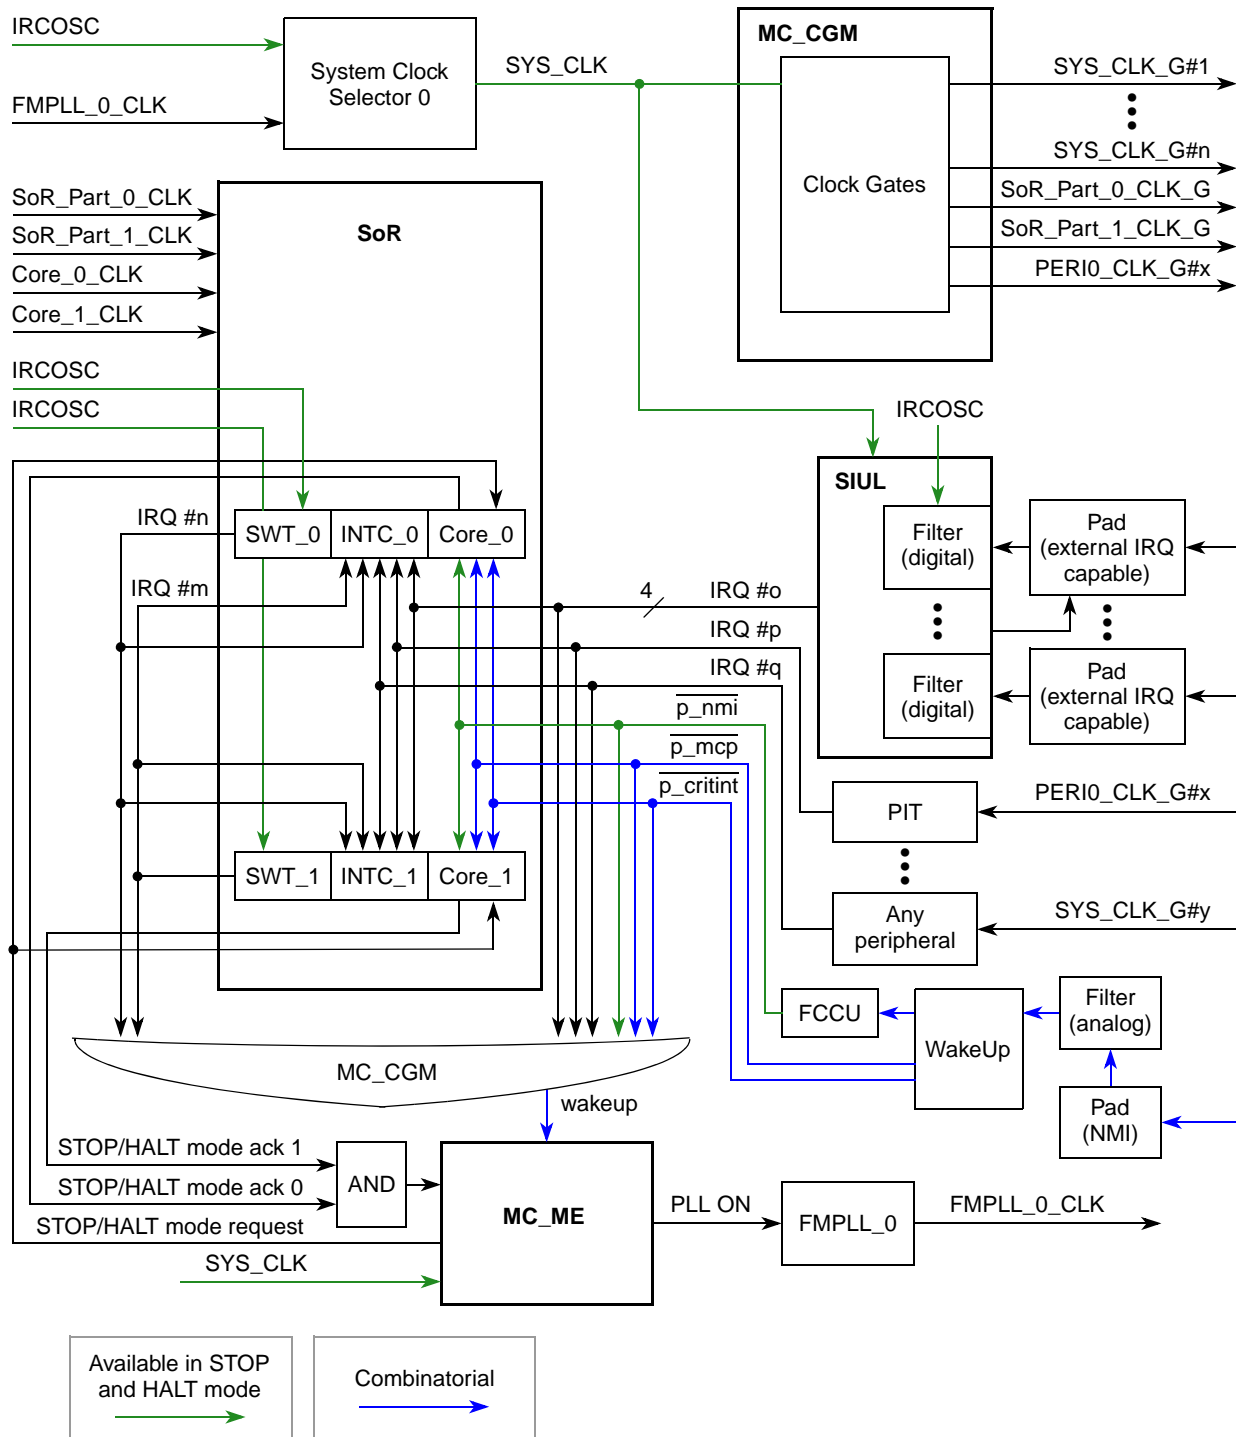 IRCOSC
FMPLL_0_CLK
System Clock
Selector 0
SYS_CLK
MC_CGM
Clock Gates
SYS_CLK_G#1
SYS_CLK_G#n
SoR_Part_0_CLK_G
SoR_Part_1_CLK_G
PERI0_CLK_G#x
SoR_Part_0_CLK
SoR_Part_1_CLK
Core_0_CLK
Core_1_CLK
IRCOSC
IRCOSC
SoR
IRCOSC
SIUL
Filter
(digital)
Pad
(external IRQ
capable)
Filter
(digital)
Pad
(external IRQ
capable)
IRQ #n
SWT_0
INTC_0
Core_0
IRQ #m
4
IRQ #o
IRQ #p
IRQ #q
p_nmi
p_mcp
p_critint
PIT
PERI0_CLK_G#x
SWT_1
INTC_1
Core_1
Any
peripheral
SYS_CLK_G#y
FCCU
WakeUp
Filter
(analog)
Pad
(NMI)
MC_CGM
wakeup
STOP/HALT mode ack 1
STOP/HALT mode ack 0
AND
STOP/HALT mode request
SYS_CLK
MC_ME
PLL ON
FMPLL_0
FMPLL_0_CLK
Available in STOP
and HALT mode
Combinatorial